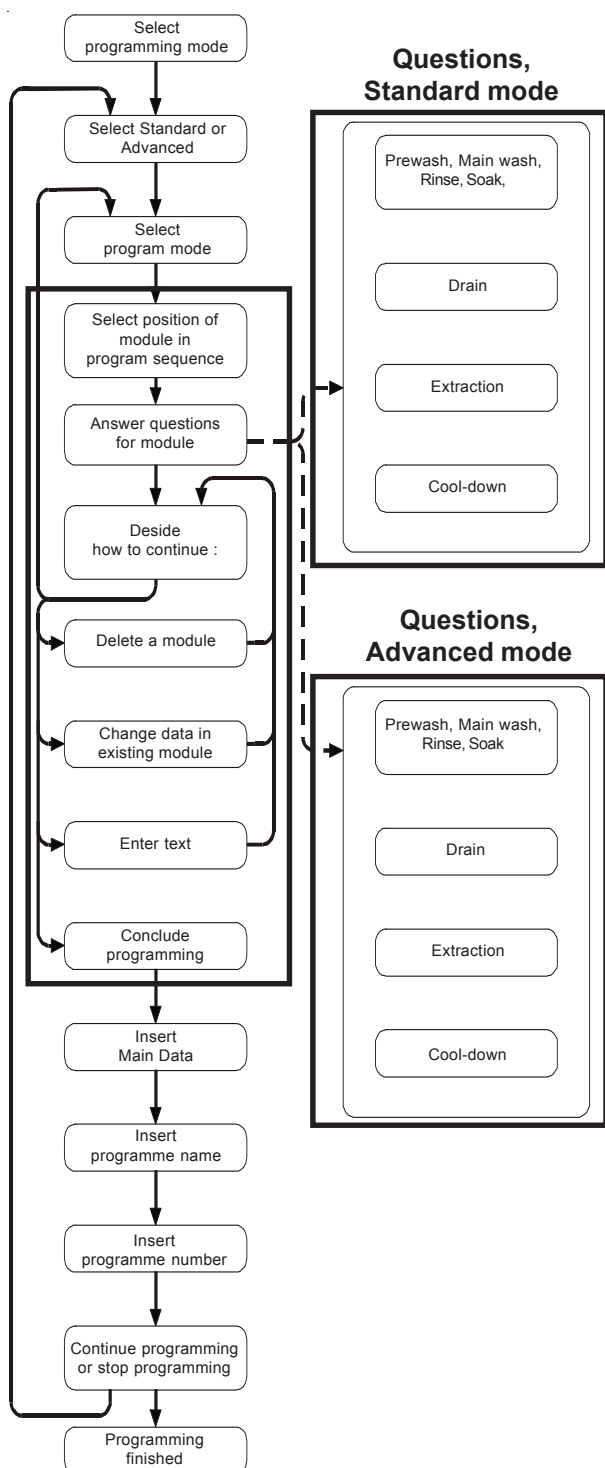 Select
programming mode
Select Standard or
Advanced
Select
program mode
Select position of
module in
program sequence
Answer questions
for module
Deside
how to continue :
Delete a module
Change data in
existing module
Enter text
Conclude
programming
Insert
Main Data
Insert
programme name
Insert
programme number
Continue programming
or stop programming
Programming
finished
Questions,
Standard mode
Prewash, Main wash,
Rinse, Soak,
Drain
Extraction
Cool-down
Questions,
Advanced mode
Prewash, Main wash,
Rinse, Soak
Drain
Extraction
Cool-down